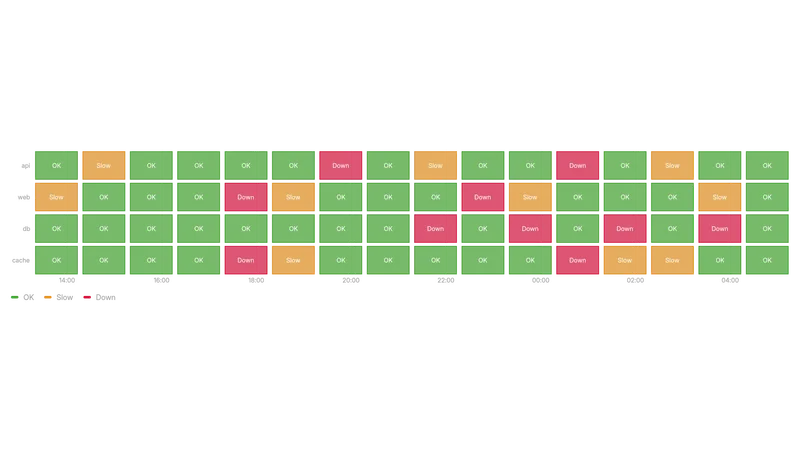 api OK Slow OK OK OK OK Down OK Slow OK OK Down OK Slow OK OK
web Slow OK OK OK Down Slow OK OK OK Down Slow OK OK OK Slow OK
db OK OK OK OK OK OK OK OK Down OK Down OK Down OK Down OK
cache OK OK OK OK Down Slow OK OK OK OK OK Down Slow Slow OK OK
14:00 16:00 18:00 20:00 22:00 00:00 02:00 04:00
OK Slow Down